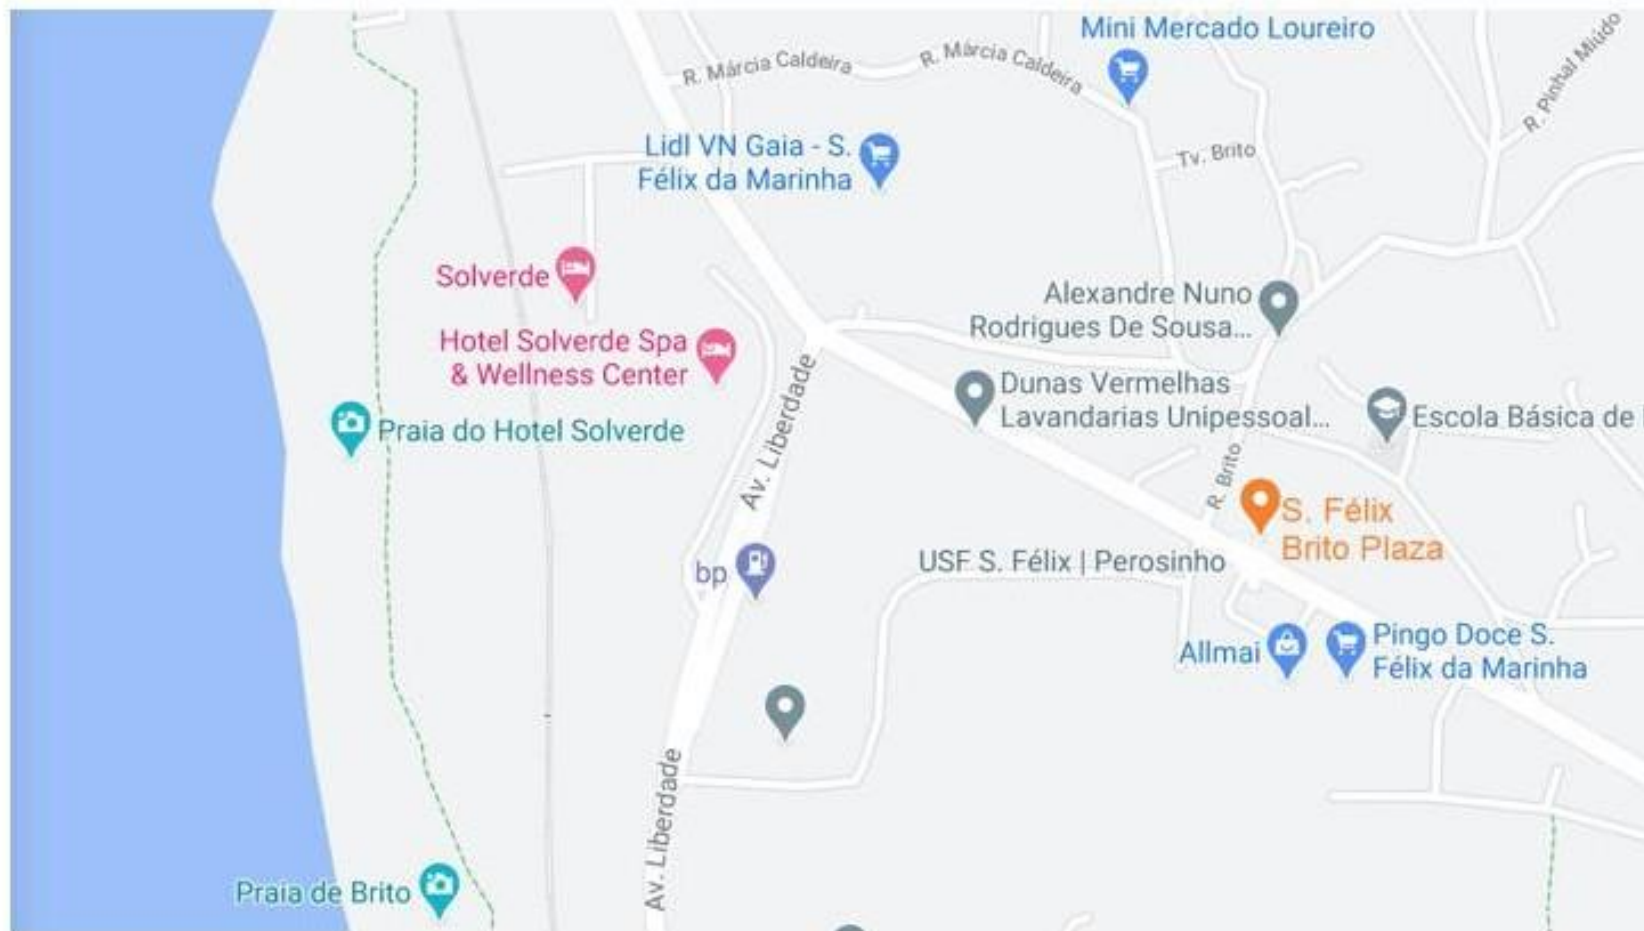 Mini Mercado Loureiro
R. Márcia Caldeira
R. Márcia Caldeira
R. Pinhal Miúdo
Lidl VN Gaia - S.
Félix da Marinha
Tv. Brito
Solverde
Alexandre Nuno
Rodrigues De Sousa...
Hotel Solverde Spa
& Wellness Center
Dunas Vermelhas
Lavandarias Unipessoal...
Praia do Hotel Solverde
Av. Liberdade
Escola Básica de
R. Brito
S. Félix
Brito Plaza
bp
USF S. Félix | Perosinho
Allmai
Pingo Doce S.
Félix da Marinha
Av. Liberdade
Praia de Brito